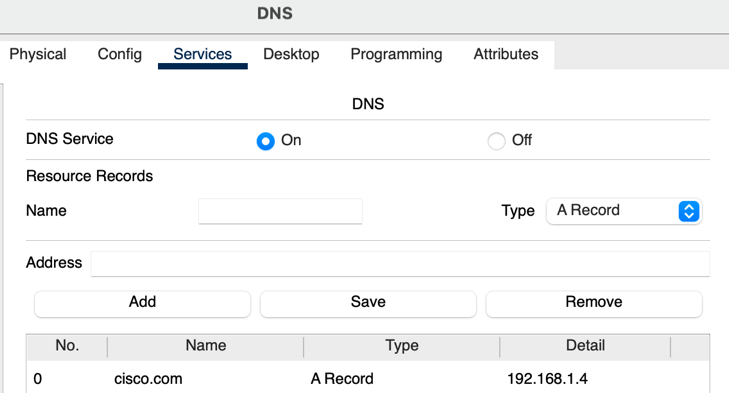 DNS
Physical Config Services Desktop Programming Attributes
DNS
DNS Service On Off
Resource Records
Name Type A Record
Address
Add Save Remove
No. Name Type Detail
0 cisco.com A Record 192.168.1.4